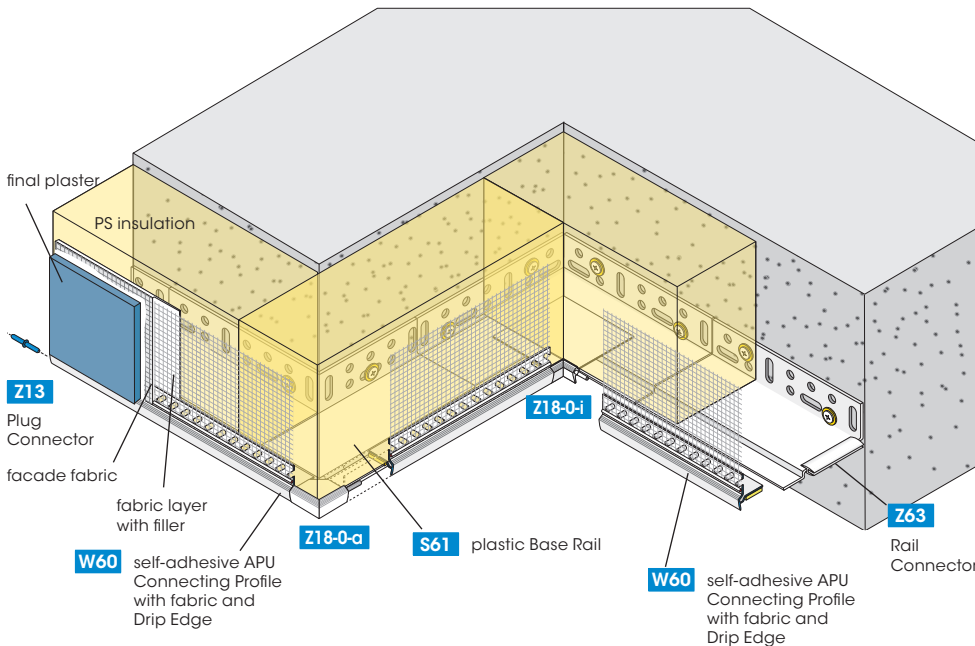 final plaster
PS insulation
Z13
Plug
Connector
facade fabric
fabric layer
with filler
W60
self-adhesive APU
Connecting Profile
with fabric and
Drip Edge
Z18-0-a
S61
plastic Base Rail
Z18-0-i
W60
self-adhesive APU
Connecting Profile
with fabric and
Drip Edge
Z63
Rail
Connector